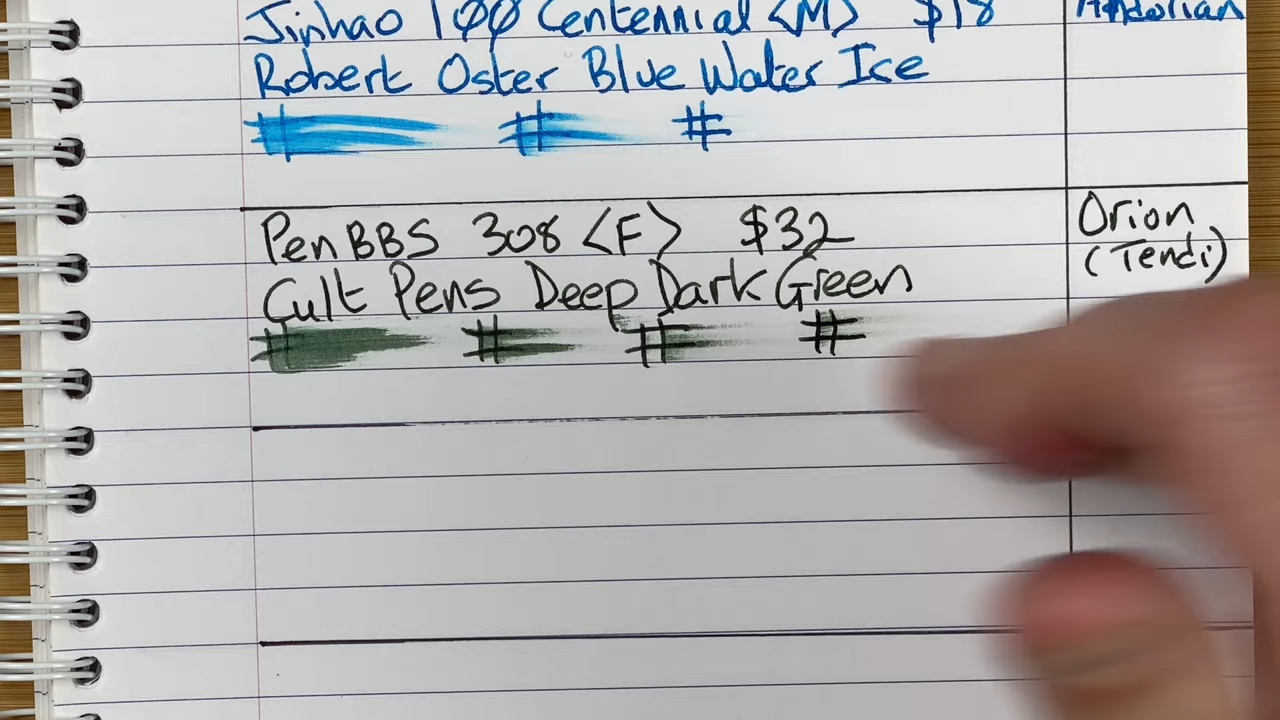 Jinhao 100 Centennial <M> $18 Andorian
Robert Oster Blue Water Ice
# # #
PenBBS 308 <F> $32 Orion
(Tendi)
Cult Pens Deep Dark Green
# # # #